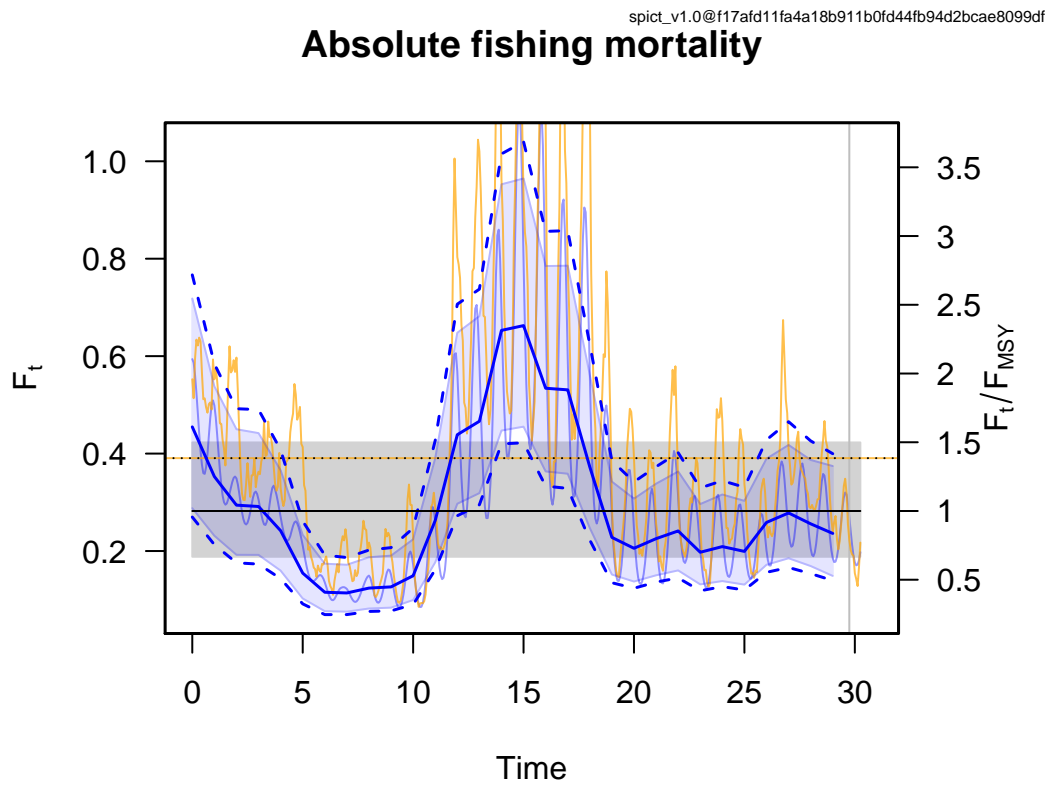 spict_v1.0@f17afd11fa4a18b911b0fd44fb94d2bcae8099df
Absolute fishing mortality
1.0
0.8
0.6
0.4
0.2
Ft
3.5
3
2.5
2
1.5
1
0.5
Ft/FMSY
0 5 10 15 20 25 30
Time